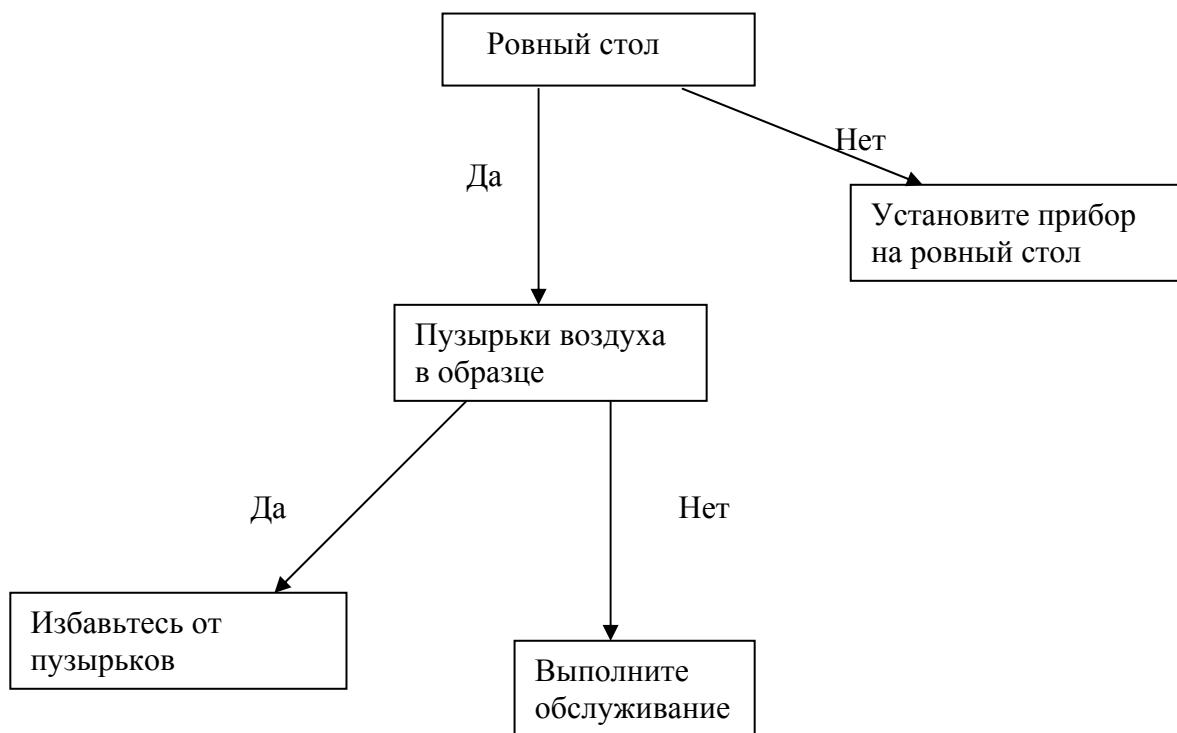 Ровный стол
Нет
Да
Установите прибор
на ровный стол
Пузырьки воздуха
в образце
Да
Нет
Избавьтесь от
пузырьков
Выполните
обслуживание